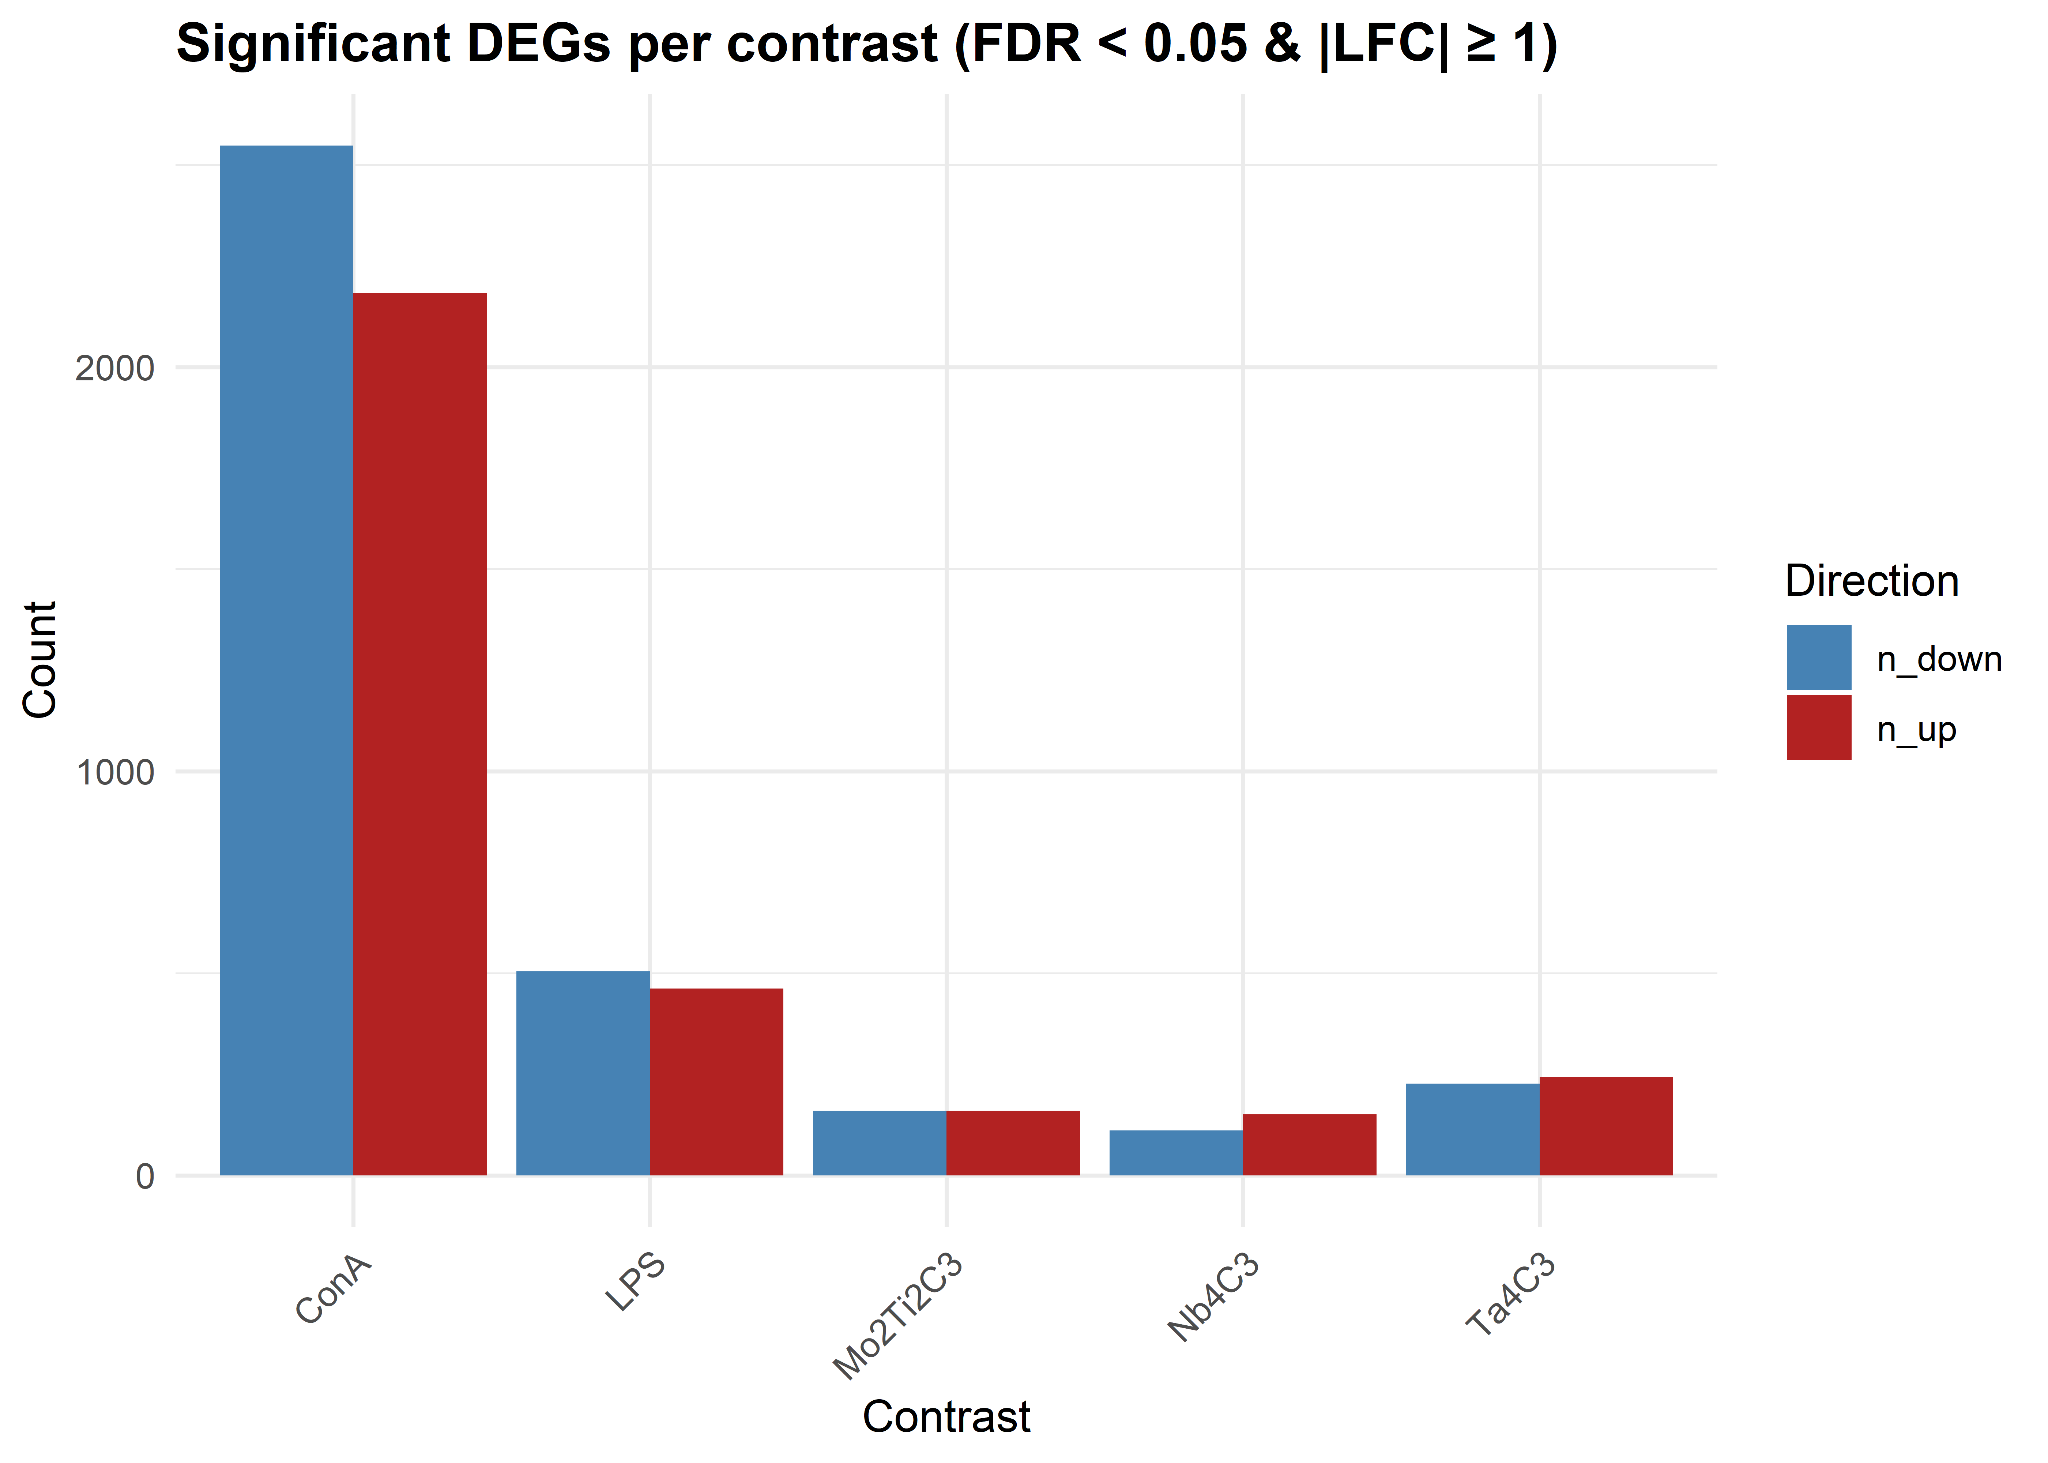 Significant DEGs per contrast (FDR < 0.05 & |LFC| ≥ 1)
Count
2000
1000
0
ConA
LPS
Mo2Ti2C3
Nb4C3
Ta4C3
Contrast
Direction
n_down
n_up